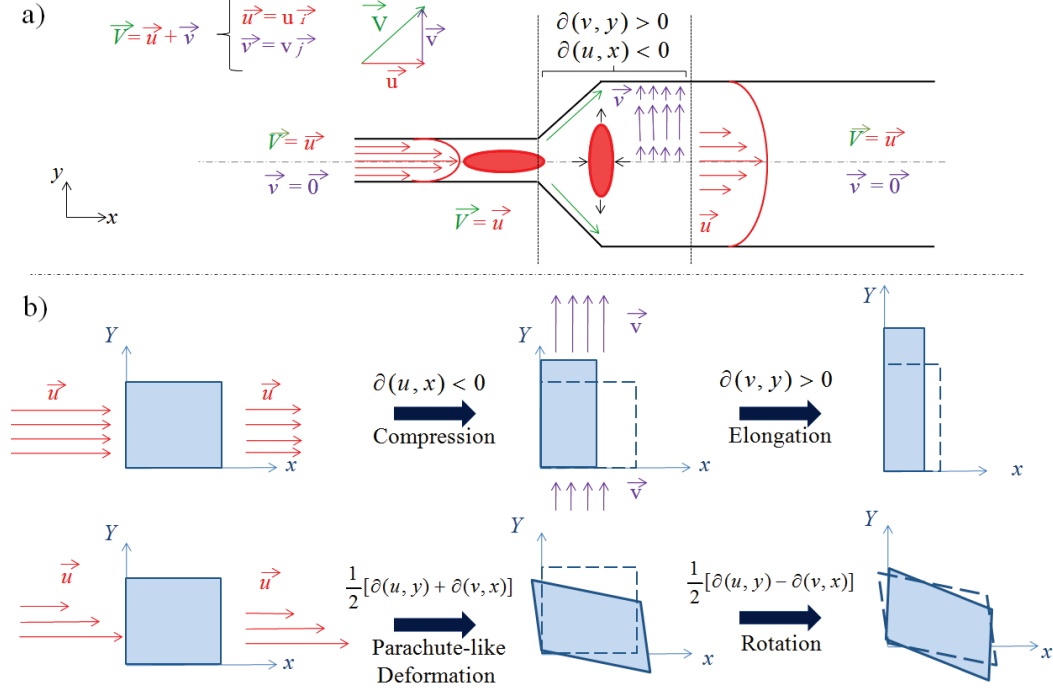 a)
V⃗ = u⃗ + v⃗
u⃗ = u i⃗
v⃗ = v j⃗
V⃗
v⃗
u⃗
∂(v, y) > 0
∂(u, x) < 0
v⃗
V⃗ = u⃗
v⃗ = 0⃗
V⃗ = u⃗
v⃗ = 0⃗
y
x
V⃗ = u⃗
u⃗
b)
Y
u⃗
u⃗
x
∂(u, x) < 0
Compression
Y
v⃗
x
v⃗
∂(v, y) > 0
Elongation
Y
x
Y
u⃗
u⃗
x
1/2[∂(u, y) + ∂(v, x)]
Parachute-like
Deformation
Y
x
1/2[∂(u, y) − ∂(v, x)]
Rotation
Y
x